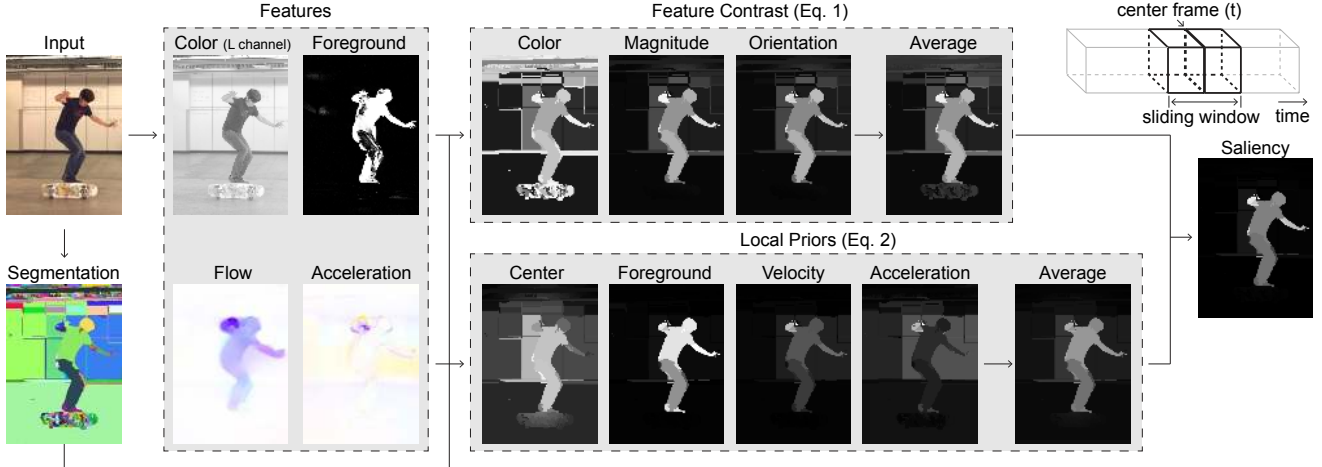 Features
Feature Contrast (Eq. 1)
center frame (t)
Input
Color (L channel)
Foreground
Color
Magnitude
Orientation
Average
sliding window
time
Saliency
Local Priors (Eq. 2)
Segmentation
Flow
Acceleration
Center
Foreground
Velocity
Acceleration
Average